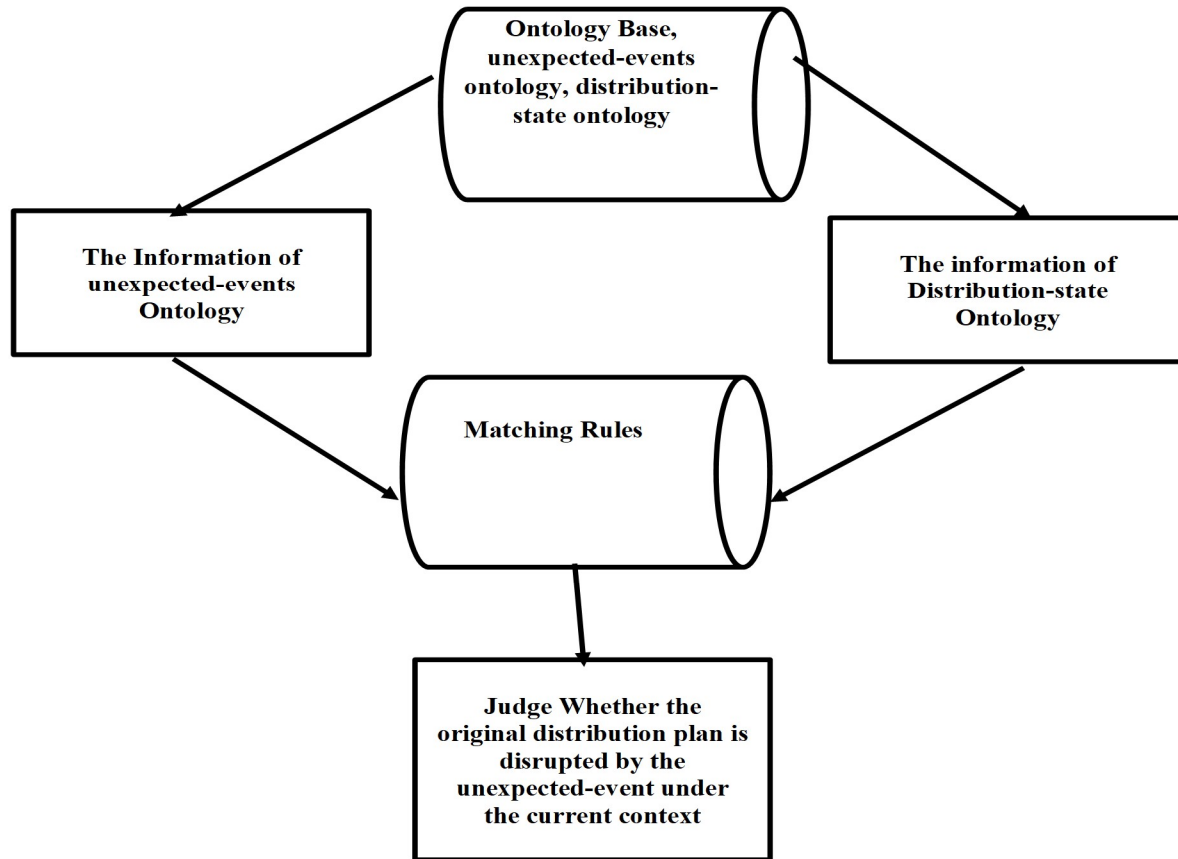 Ontology Base,
unexpected-events
ontology, distribution-
state ontology
The Information of
unexpected-events
Ontology
The information of
Distribution-state
Ontology
Matching Rules
Judge Whether the
original distribution plan is
disrupted by the
unexpected-event under
the current context